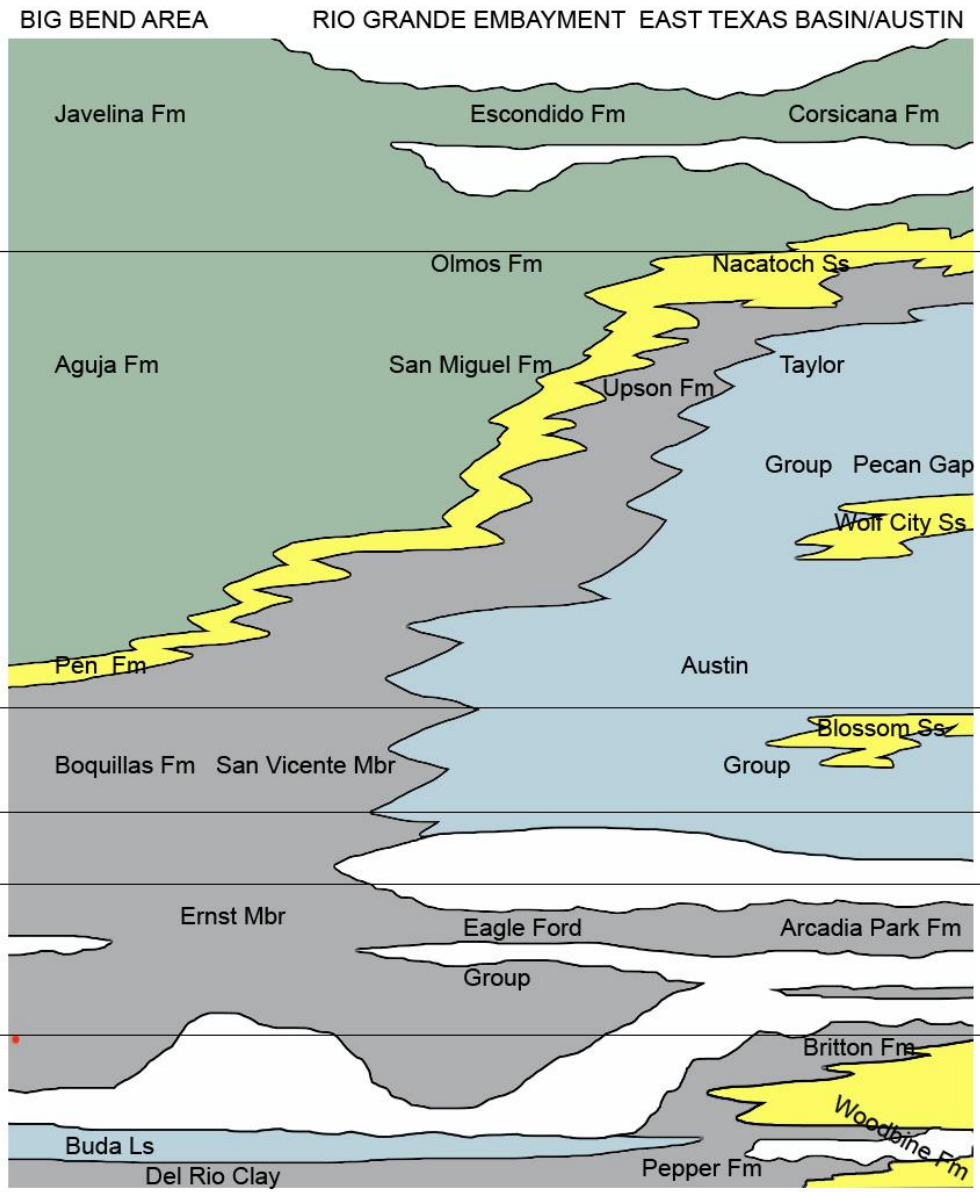 BIG BEND AREA RIO GRANDE EMBAYMENT EAST TEXAS BASIN/AUSTIN
Javelina Fm Escondido Fm Corsicana Fm
Olmos Fm Nacatoch Ss
Aguja Fm San Miguel Fm Taylor
Upson Fm
Group Pecan Gap
Wolf City Ss
Pen Fm Austin
Blossom Ss
Boquillas Fm San Vicente Mbr Group
Ernst Mbr Eagle Ford Arcadia Park Fm
Group
Britton Fm
Woodbine Fm
Buda Ls
Pepper Fm
Del Rio Clay